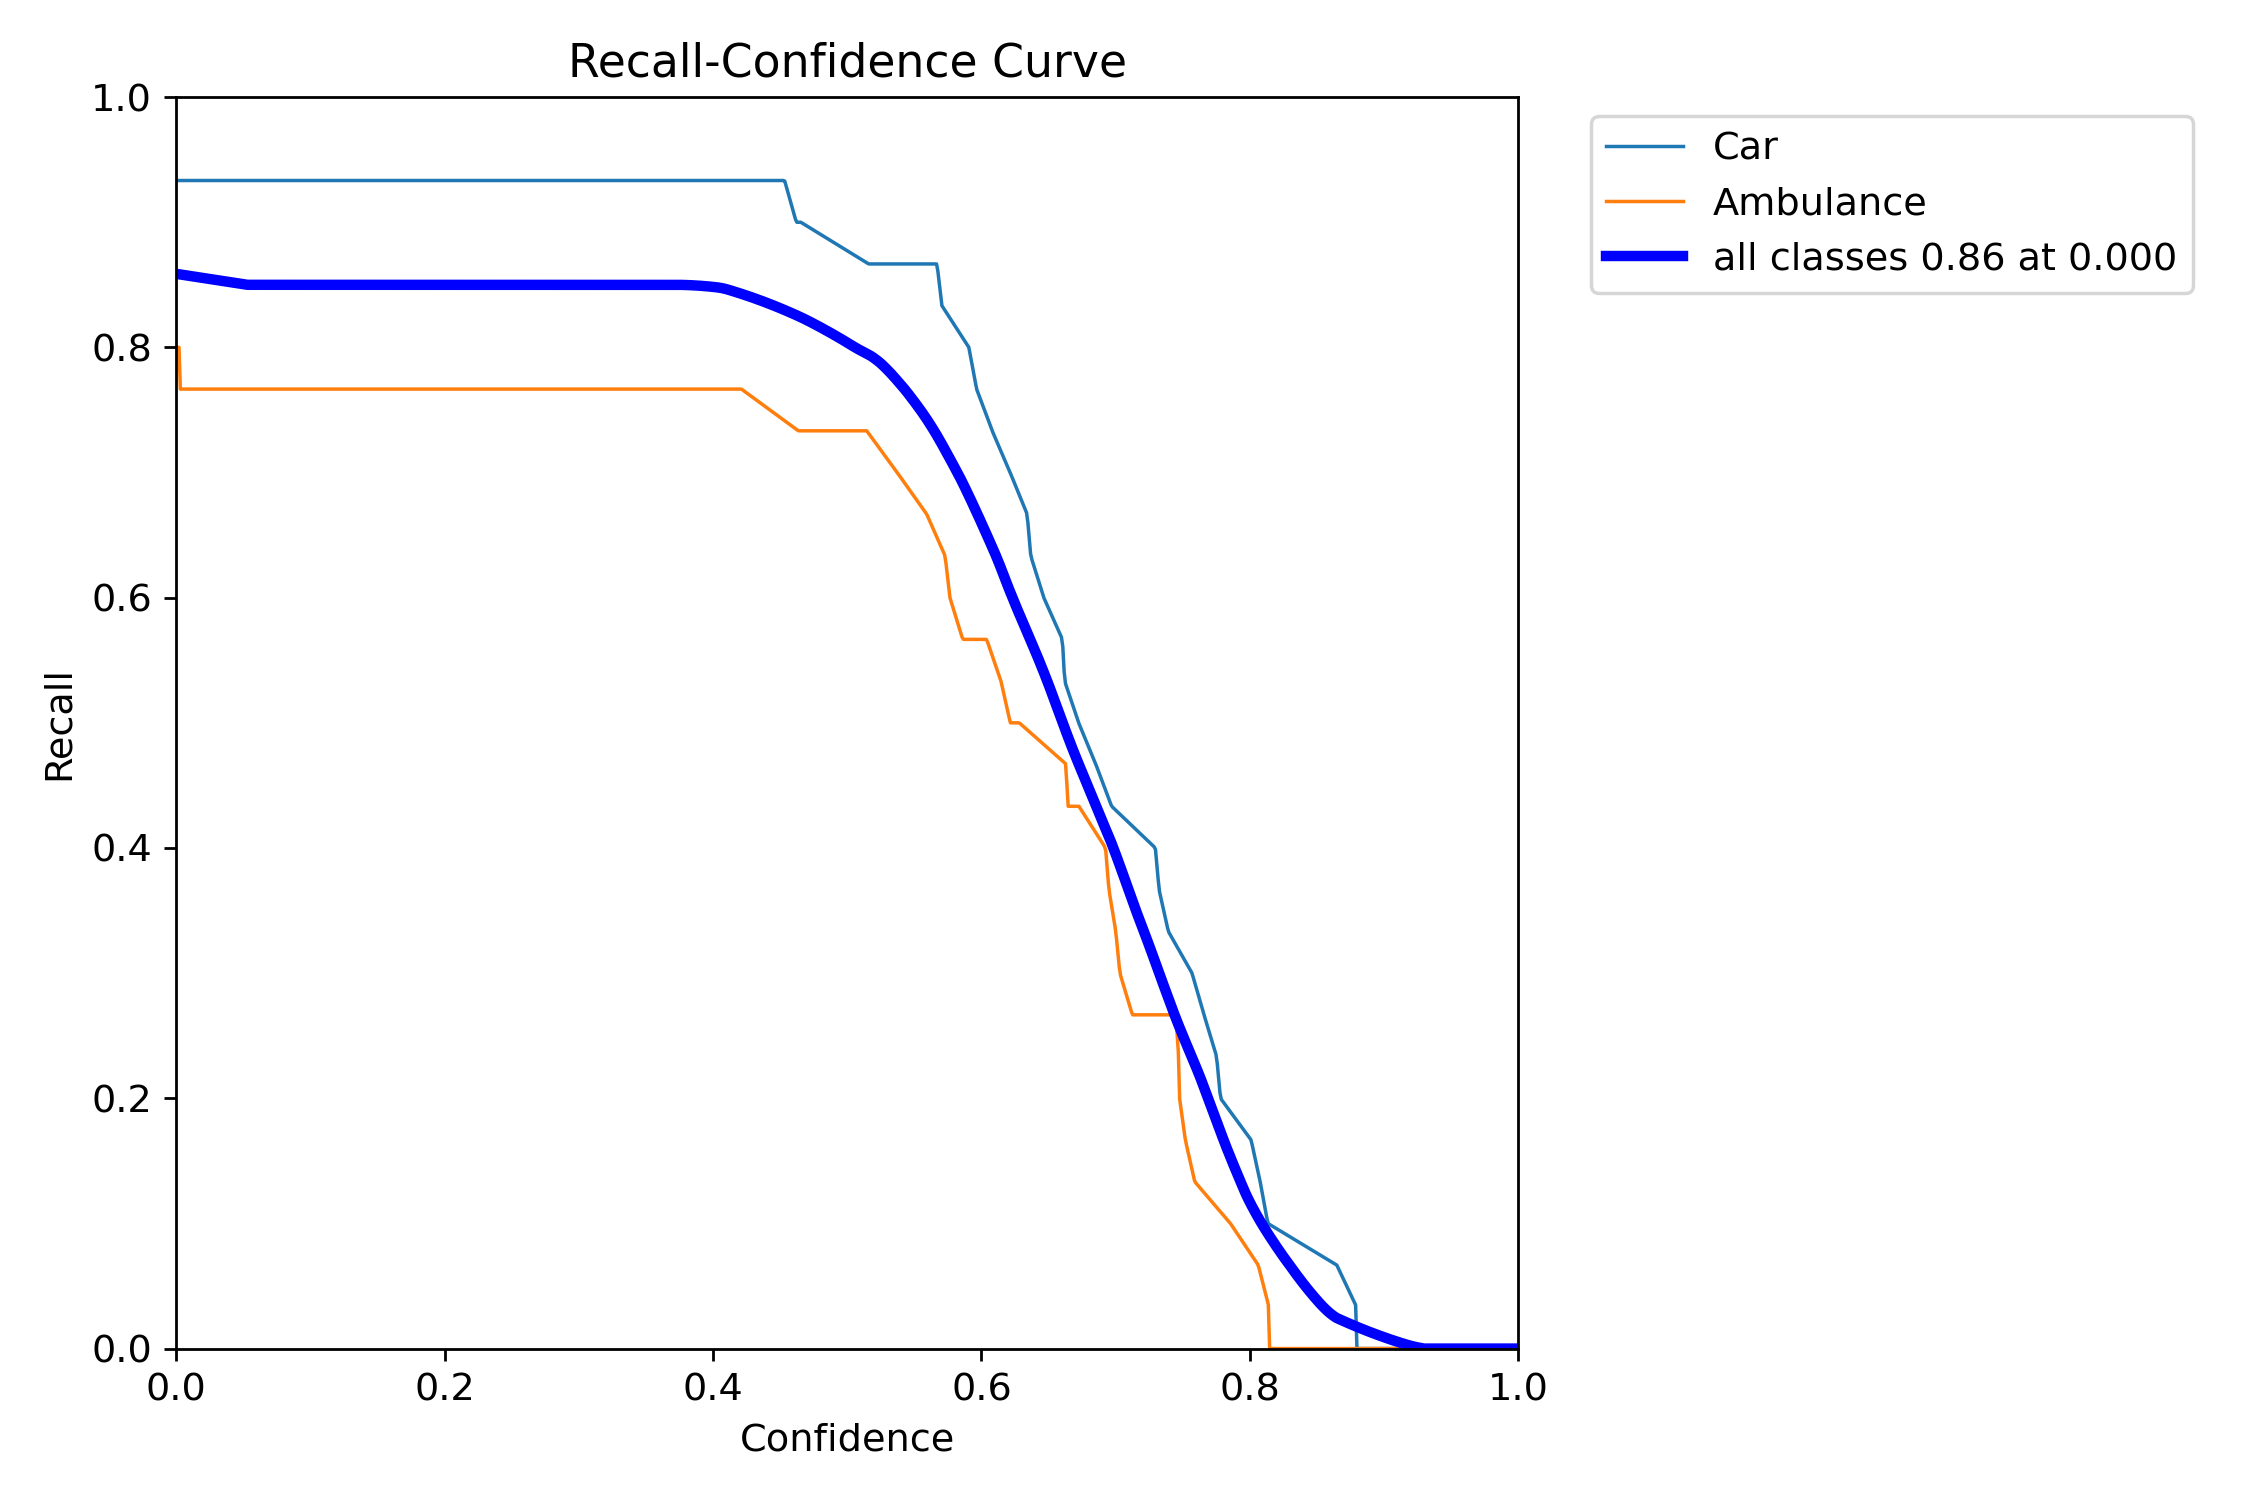 Recall-Confidence Curve
1.0
0.8
0.6
0.4
0.2
0.0
Recall
0.0 0.2 0.4 0.6 0.8 1.0
Confidence
Car
Ambulance
all classes 0.86 at 0.000